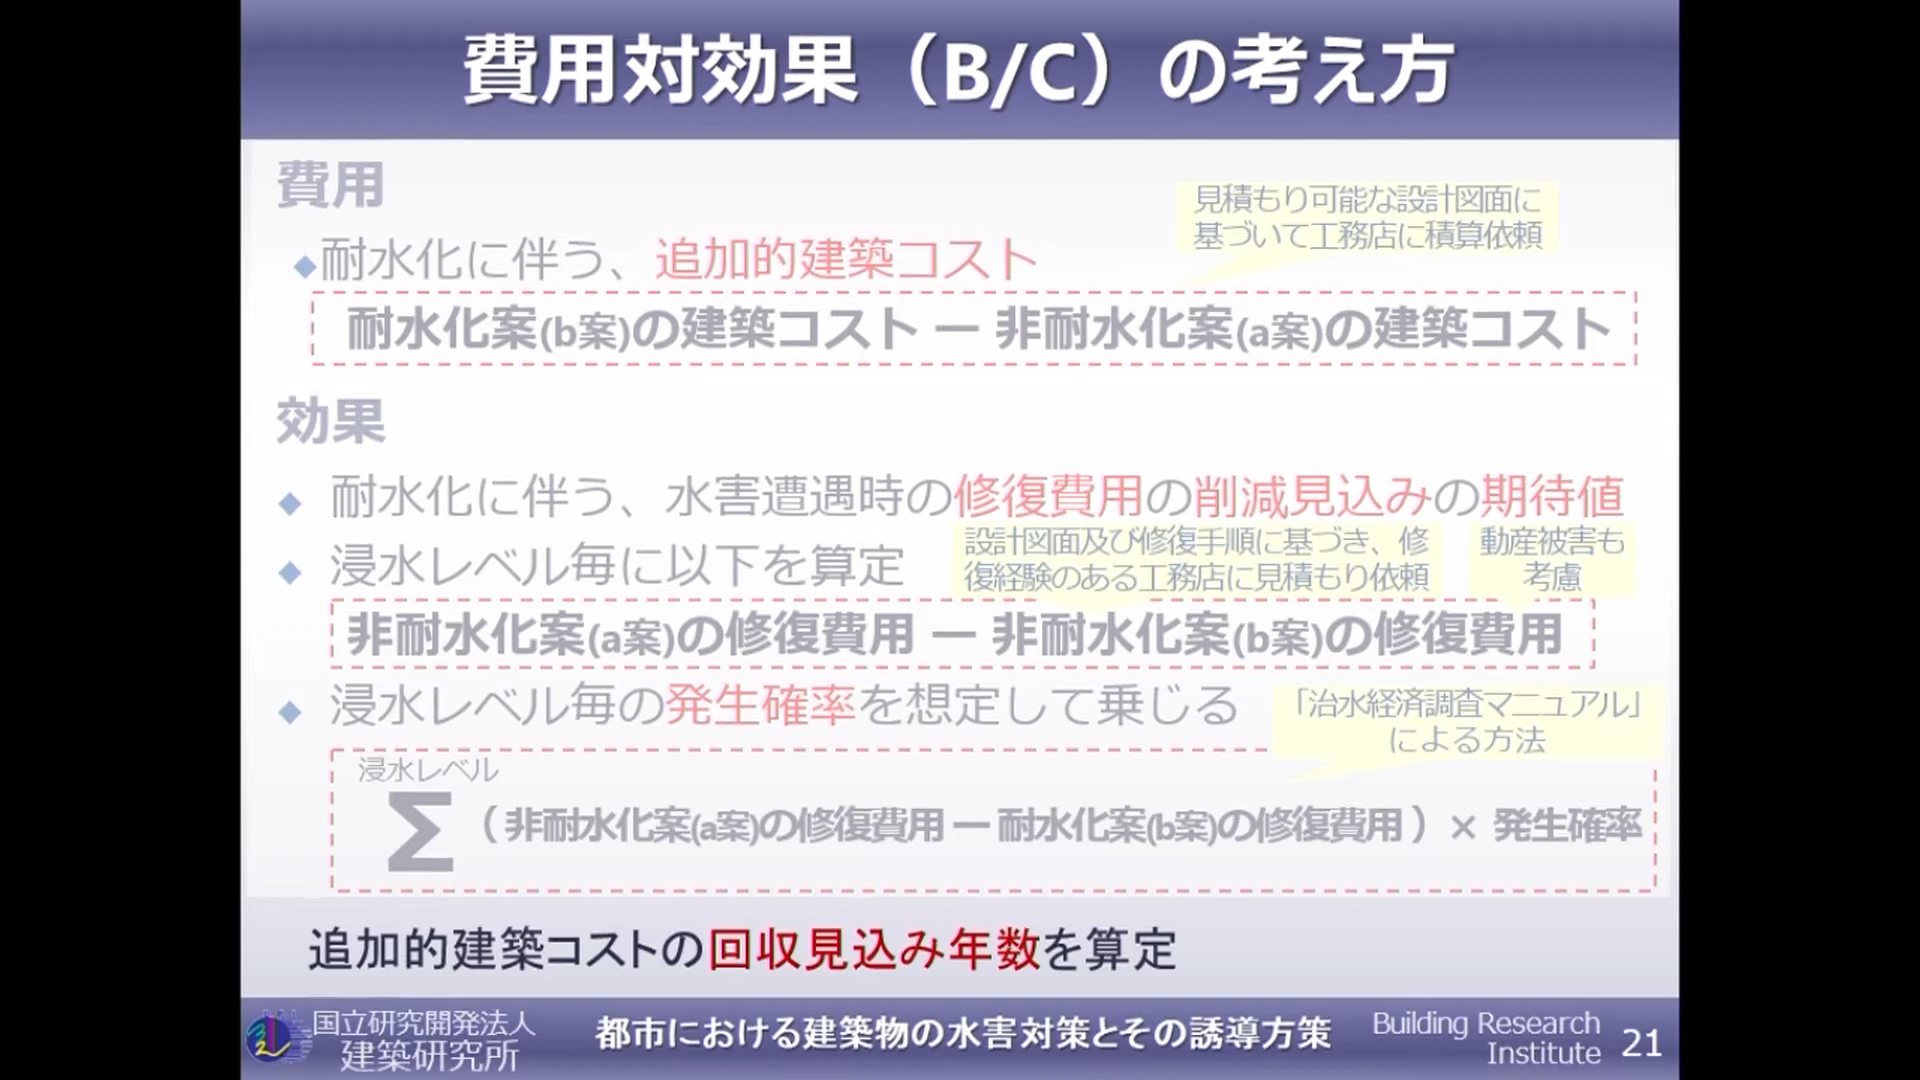 費用対効果（B/C）の考え方
費用
見積もり可能な設計図面に
基づいて工務店に積算依頼
◆耐水化に伴う、追加的建築コスト
耐水化案(b案)の建築コスト ー 非耐水化案(a案)の建築コスト
効果
◆ 耐水化に伴う、水害遭遇時の修復費用の削減見込みの期待値
◆ 浸水レベル毎に以下を算定
設計図面及び修復手順に基づき、修
復経験のある工務店に見積もり依頼
動産被害も
考慮
非耐水化案(a案)の修復費用 ー 非耐水化案(b案)の修復費用
◆ 浸水レベル毎の発生確率を想定して乗じる
「治水経済調査マニュアル」
による方法
浸水レベル
Σ（非耐水化案(a案)の修復費用 ー 耐水化案(b案)の修復費用）× 発生確率
追加的建築コストの回収見込み年数を算定
国立研究開発法人
建築研究所
都市における建築物の水害対策とその誘導方策
Building Research
Institute
21